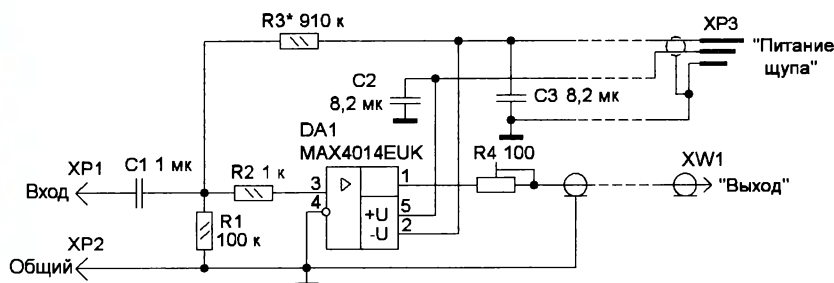 R3* 910 к
XP3
"Питание
щупа"
C2
8,2 мк
C3 8,2 мк
DA1
MAX4014EUK
R4 100
XW1
XP1
C1 1 мк
R2 1 к
3
1
Вход
4
+U
5
-U
2
"Выход"
R1
100 к
XP2
Общий